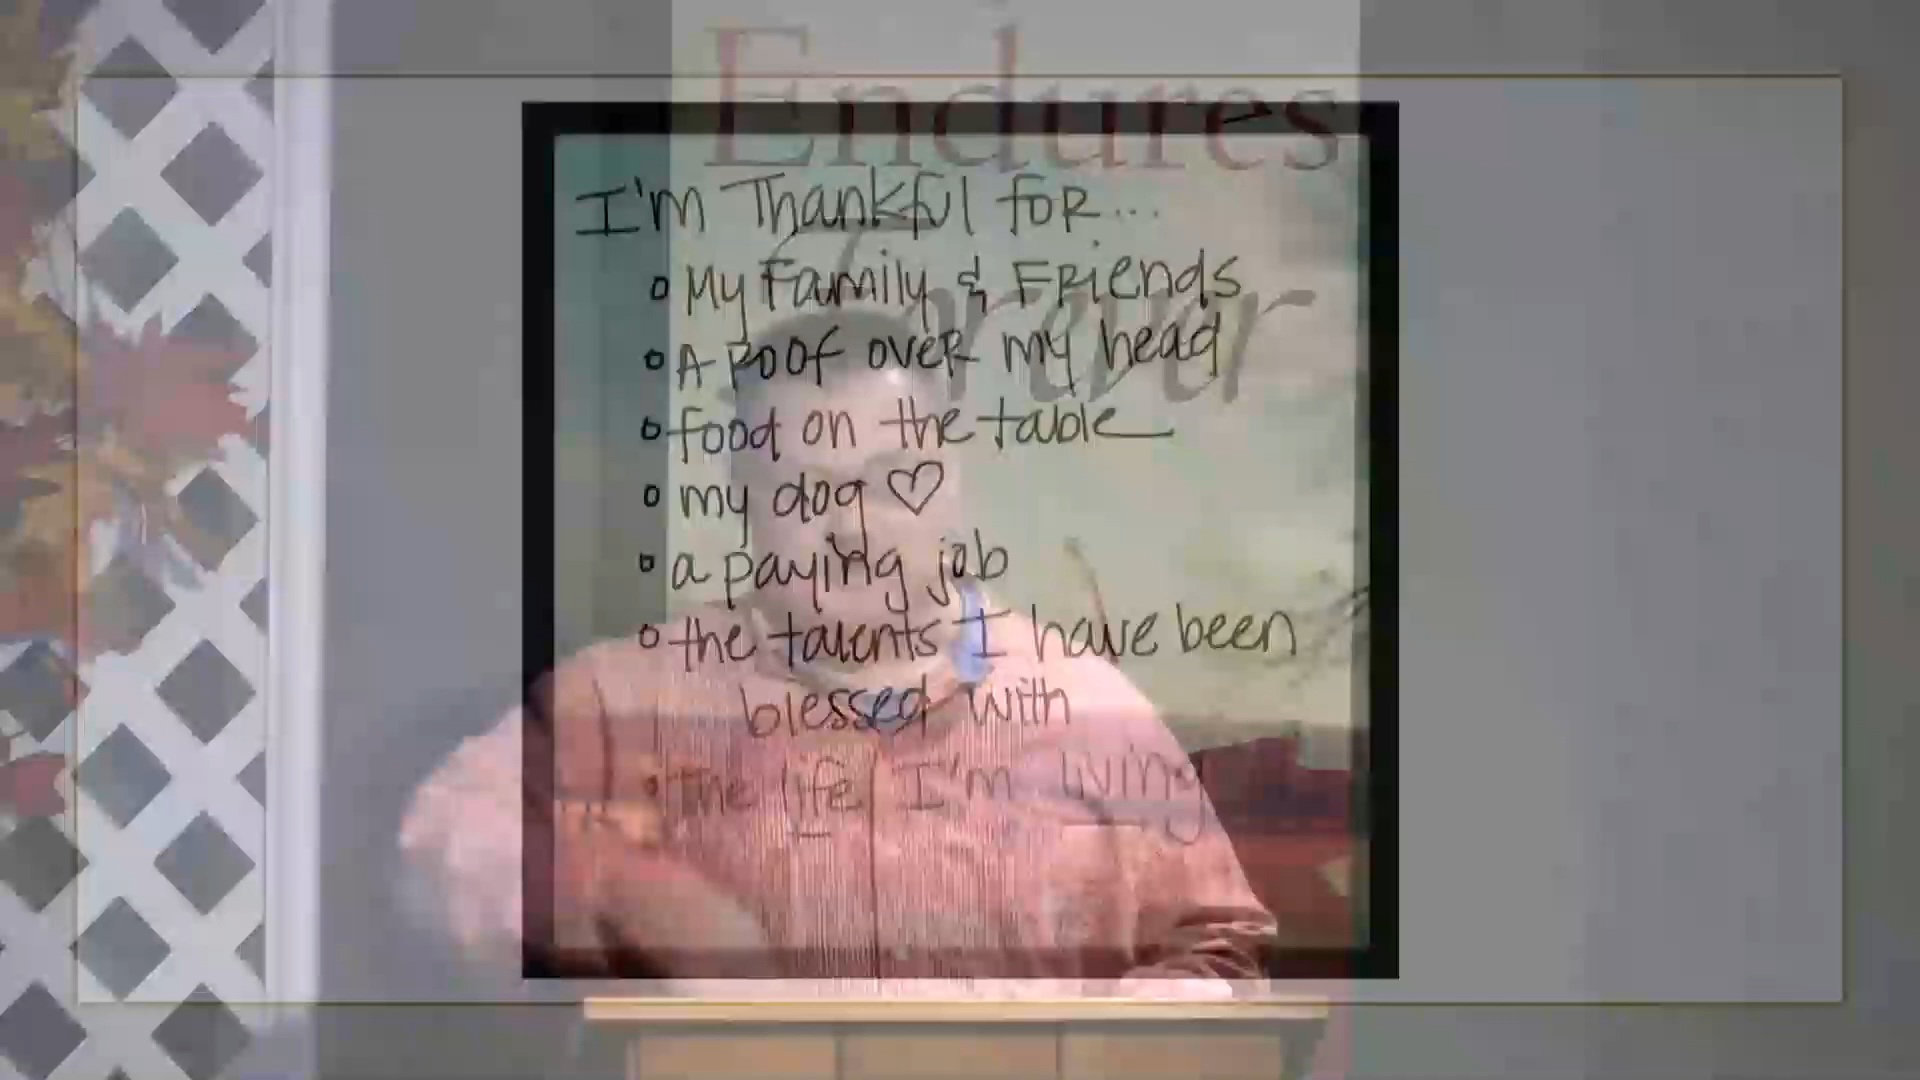 Endures
Forever
I'm Thankful for...
My Family & Friends
A Roof over my head
food on the table
my dog ♡
a paying job
the talents I have been
blessed with
The life I'm living